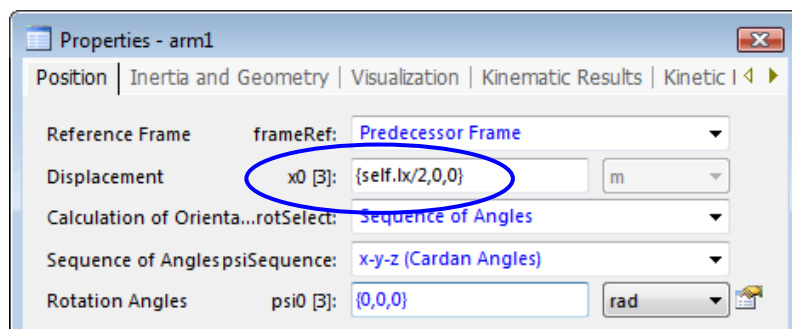 Properties - arm1
Position | Inertia and Geometry | Visualization | Kinematic Results | Kinetic I
Reference Frame frameRef: Predecessor Frame
Displacement x0 [3]: {self.lx/2,0,0} m
Calculation of Orienta...rotSelect: Sequence of Angles
Sequence of AnglespsiSequence: x-y-z (Cardan Angles)
Rotation Angles psi0 [3]: {0,0,0} rad